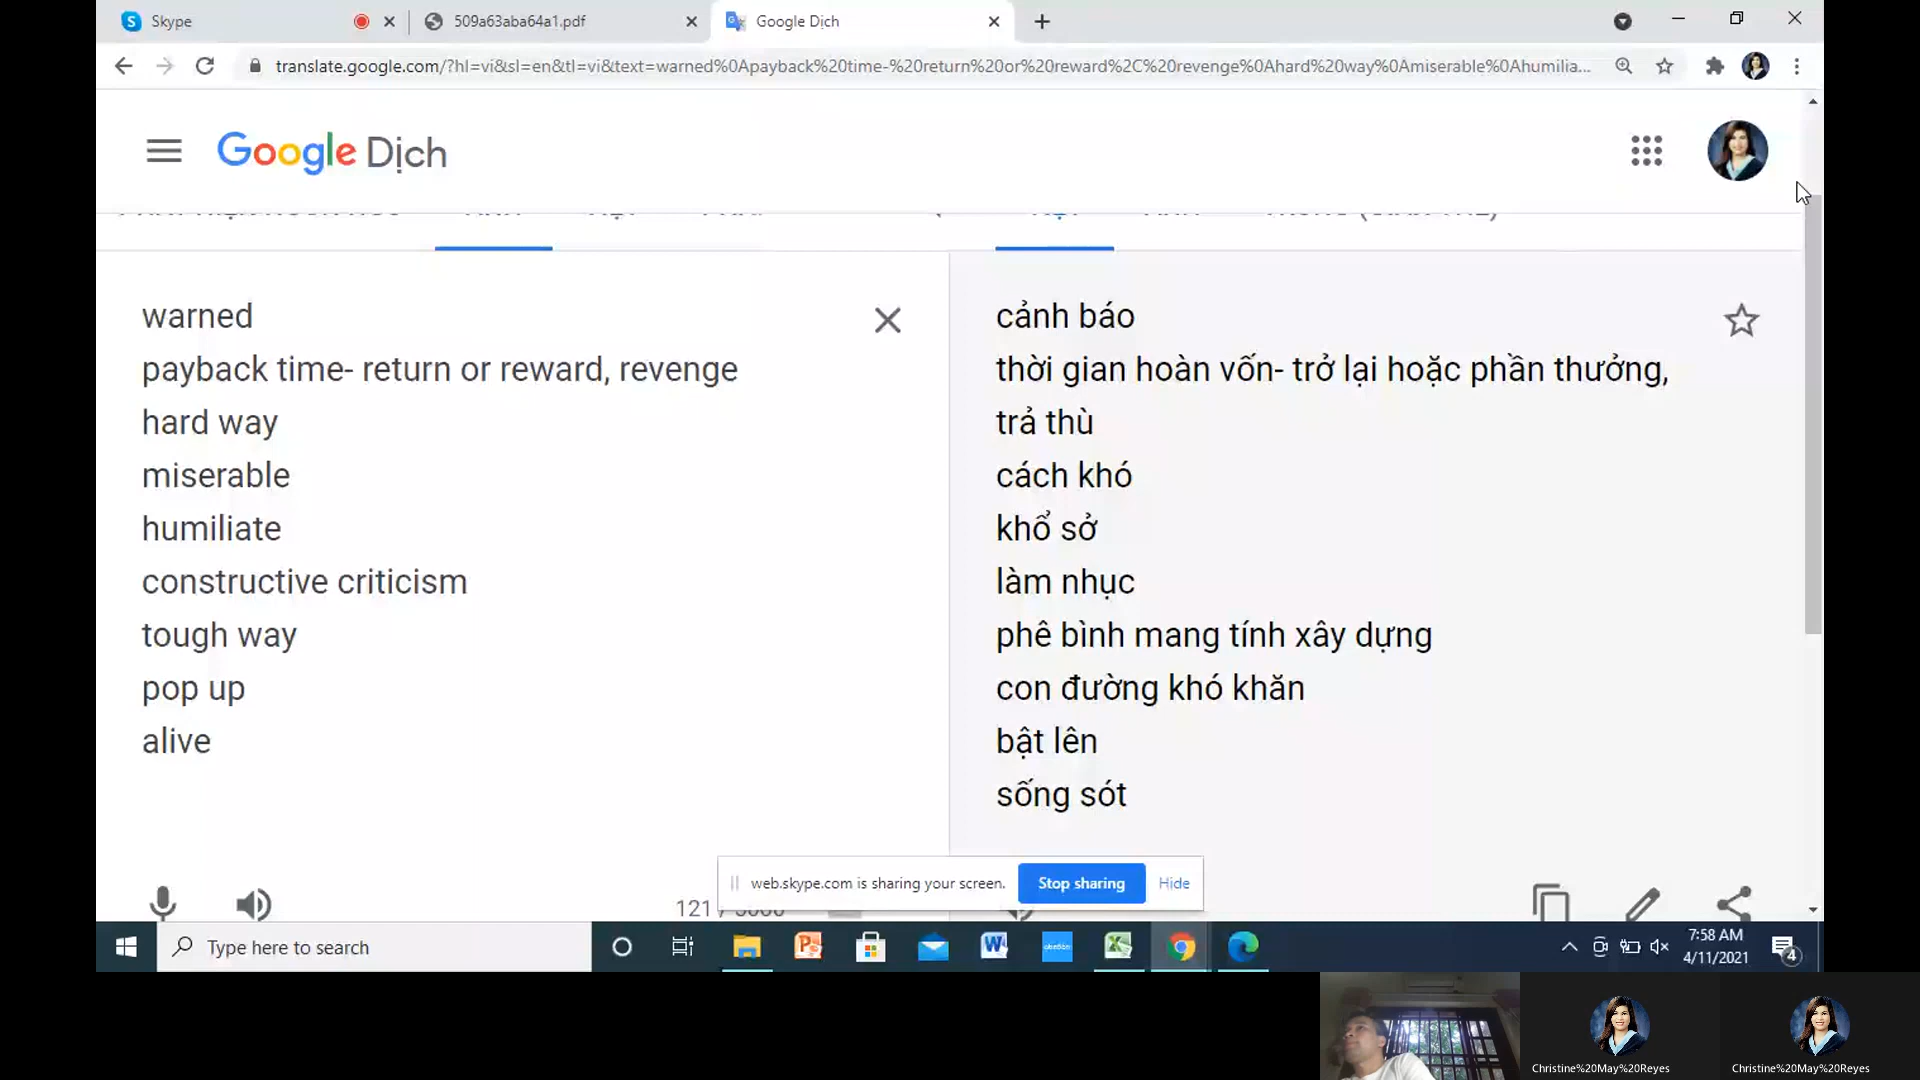 Skype
509a63aba64a1.pdf
Google Dịch
translate.google.com/?hl=vi&sl=en&tl=vi&text=warned%0Apayback%20time-%20return%20or%20reward%2C%20revenge%0Ahard%20way%0Amiserable%0Ahumilia...
Google Dịch
warned
payback time- return or reward, revenge
hard way
miserable
humiliate
constructive criticism
tough way
pop up
alive
cảnh báo
thời gian hoàn vốn- trở lại hoặc phần thưởng,
trả thù
cách khó
khổ sở
làm nhục
phê bình mang tính xây dựng
con đường khó khăn
bật lên
sống sót
121 / 5000
web.skype.com is sharing your screen.
Stop sharing
Hide
Type here to search
7:58 AM
4/11/2021
4
Christine%20May%20Reyes
Christine%20May%20Reyes